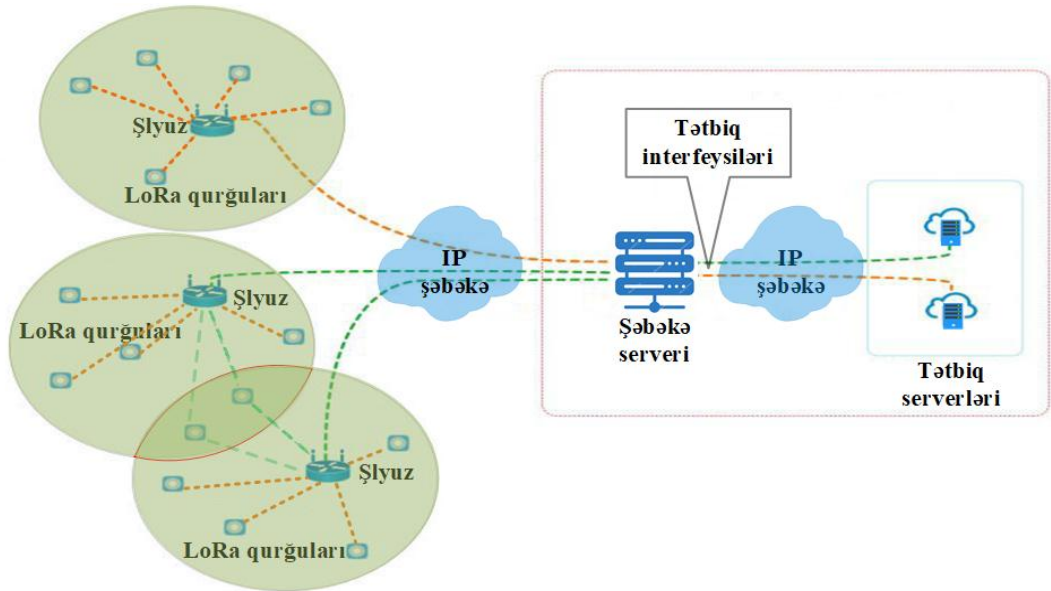 Şlyuz
LoRa qurğuları
Tətbiq
interfeysiləri
IP
şəbəkə
IP
şəbəkə
Şlyuz
LoRa qurğuları
Şəbəkə
serveri
Tətbiq
serverləri
Şlyuz
LoRa qurğuları